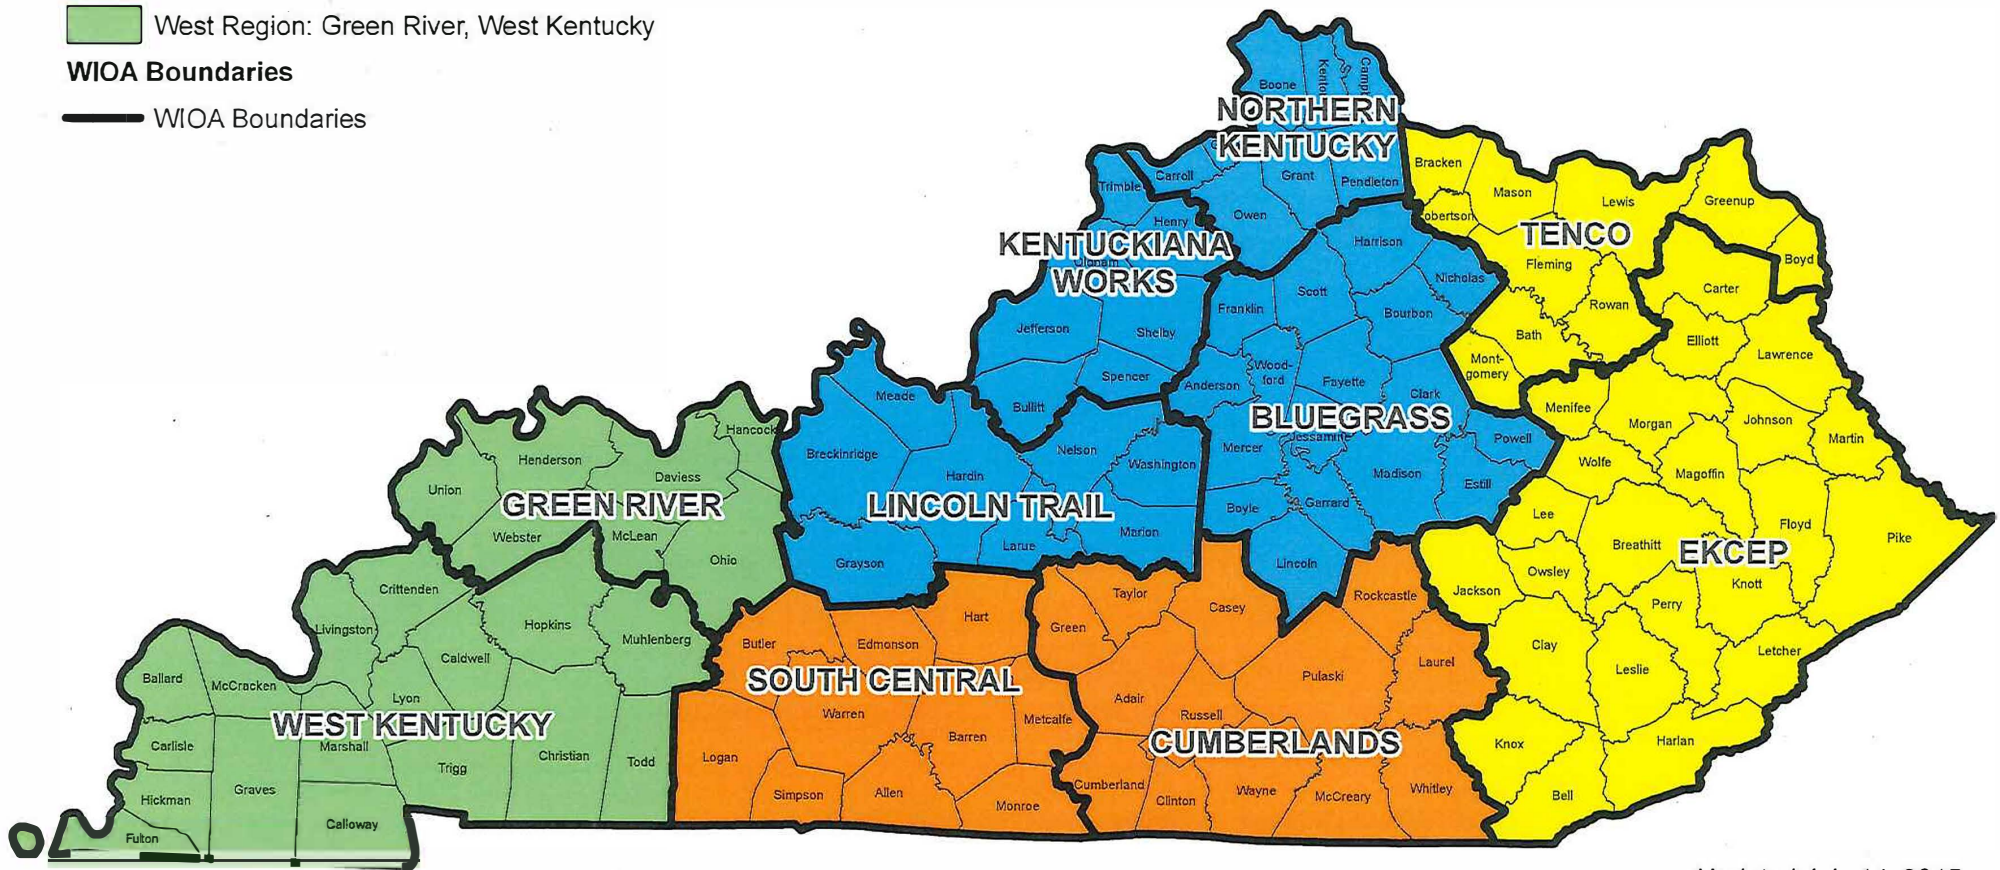 West Region: Green River, West Kentucky
WIOA Boundaries
WIOA Boundaries
Boone
NORTHERN
KENTUCKY
Carroll
Grant
Pendleton
Trimble
Owen
Henry
KENTUCKIANA
WORKS
Jefferson
Shelby
Spencer
Bullitt
Bracken
Mason
Lewis
Greenup
TENCO
Fleming
Boyd
Carter
Rowan
Bath
Mont-
gomery
Elliott
Lawrence
Harrison
Nicholas
Scott
Franklin
Bourbon
Wood-
ford
Anderson
Fayette
Clark
BLUEGRASS
Mercer
Jessamine
Powell
Madison
Estill
Boyle
Garrard
Lincoln
Meade
Breckinridge
Nelson
Washington
Hardin
LINCOLN TRAIL
Marion
Larue
Grayson
Hancock
Henderson
Daviess
Union
GREEN RIVER
Webster
McLean
Ohio
Menifee
Morgan
Johnson
Martin
Wolfe
Magoffin
Lee
Floyd
Pike
Breathitt
EKCEP
Owsley
Knott
Jackson
Perry
Clay
Leslie
Letcher
Knox
Harlan
Bell
Crittenden
Livingston
Hopkins
Muhlenberg
Caldwell
Ballard
McCracken
Lyon
WEST KENTUCKY
Carlisle
Marshall
Trigg
Christian
Todd
Hickman
Graves
Calloway
Fulton
Hart
Butler
Edmonson
SOUTH CENTRAL
Warren
Metcalfe
Barren
Logan
Simpson
Allen
Monroe
Taylor
Casey
Rockcastle
Green
Laurel
Pulaski
Adair
Russell
CUMBERLANDS
Cumberland
Clinton
Wayne
McCreary
Whitley